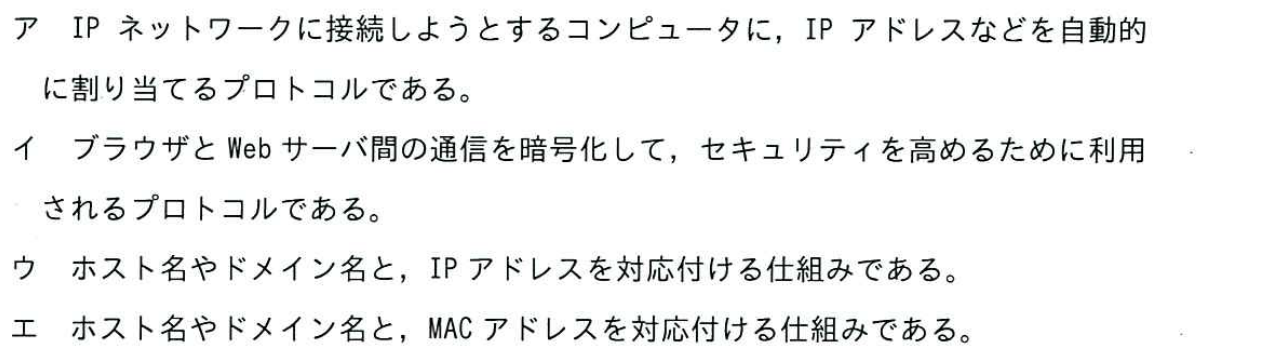 ア　IP ネットワークに接続しようとするコンピュータに，IP アドレスなどを自動的
に割り当てるプロトコルである。
イ　ブラウザと Web サーバ間の通信を暗号化して，セキュリティを高めるために利用
されるプロトコルである。
ウ　ホスト名やドメイン名と，IP アドレスを対応付ける仕組みである。
エ　ホスト名やドメイン名と，MAC アドレスを対応付ける仕組みである。